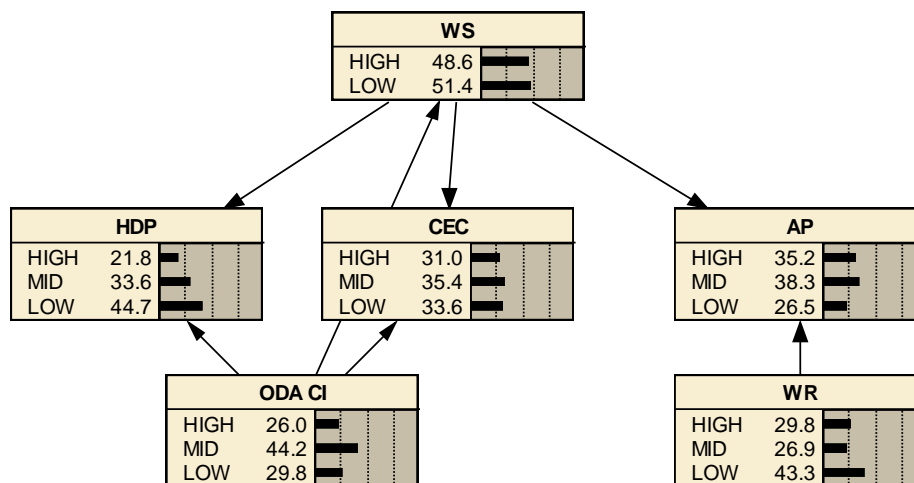 WS
HIGH 48.6
LOW 51.4
HDP
HIGH 21.8
MID 33.6
LOW 44.7
CEC
HIGH 31.0
MID 35.4
LOW 33.6
AP
HIGH 35.2
MID 38.3
LOW 26.5
ODA CI
HIGH 26.0
MID 44.2
LOW 29.8
WR
HIGH 29.8
MID 26.9
LOW 43.3